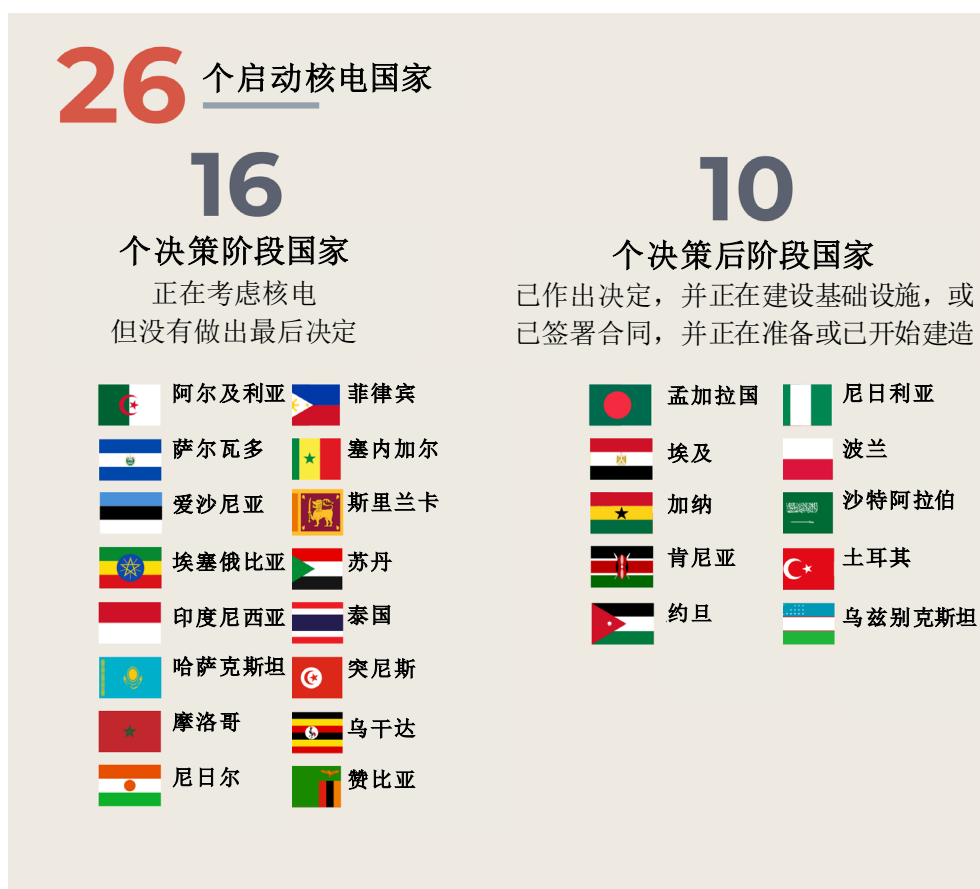 26 个启动核电国家
16
个决策阶段国家
正在考虑核电
但没有做出最后决定
阿尔及利亚 菲律宾
萨尔瓦多 塞内加尔
爱沙尼亚 斯里兰卡
埃塞俄比亚 苏丹
印度尼西亚 泰国
哈萨克斯坦 突尼斯
摩洛哥 乌干达
尼日尔 赞比亚
10
个决策后阶段国家
已作出决定，并正在建设基础设施，或
已签署合同，并正在准备或已开始建造
孟加拉国 尼日利亚
埃及 波兰
加纳 沙特阿拉伯
肯尼亚 土耳其
约旦 乌兹别克斯坦